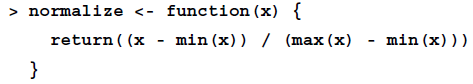 > normalize <- function(x) {
return((x - min(x)) / (max(x) - min(x)))
}